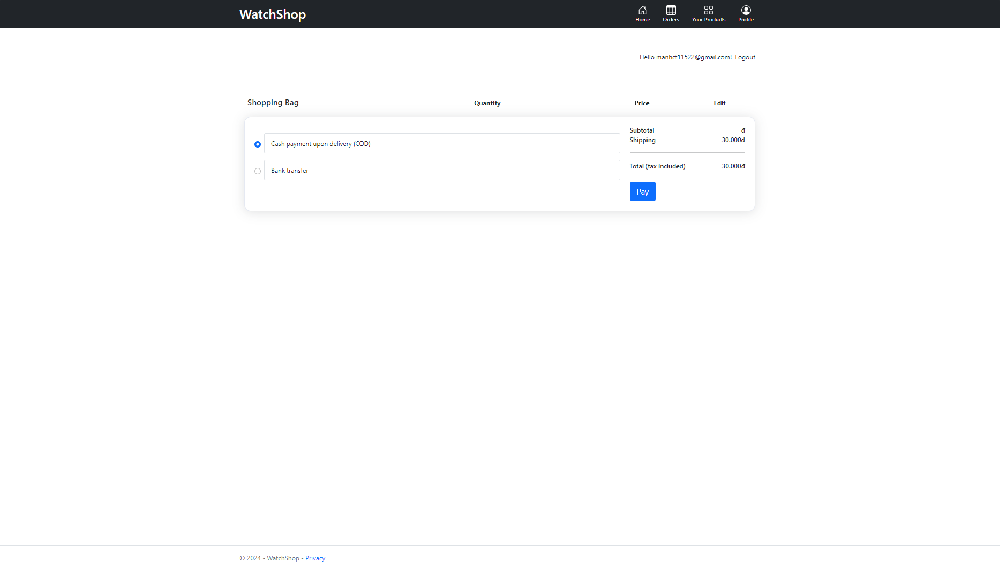 WatchShop
Home Orders Your Products Profile
Hello manhcf11522@gmail.com! Logout
Shopping Bag Quantity Price Edit
Subtotal đ
Cash payment upon delivery (COD)
Shipping 30.000₫
Bank transfer
Total (tax included) 30.000đ
Pay
© 2024 - WatchShop - Privacy